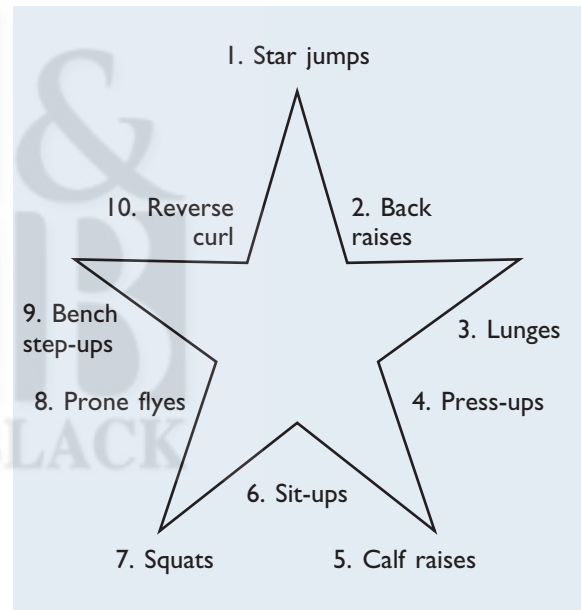 1. Star jumps
2. Back
raises
3. Lunges
4. Press-ups
5. Calf raises
6. Sit-ups
7. Squats
8. Prone flyes
9. Bench
step-ups
10. Reverse
curl
&
B
LACK